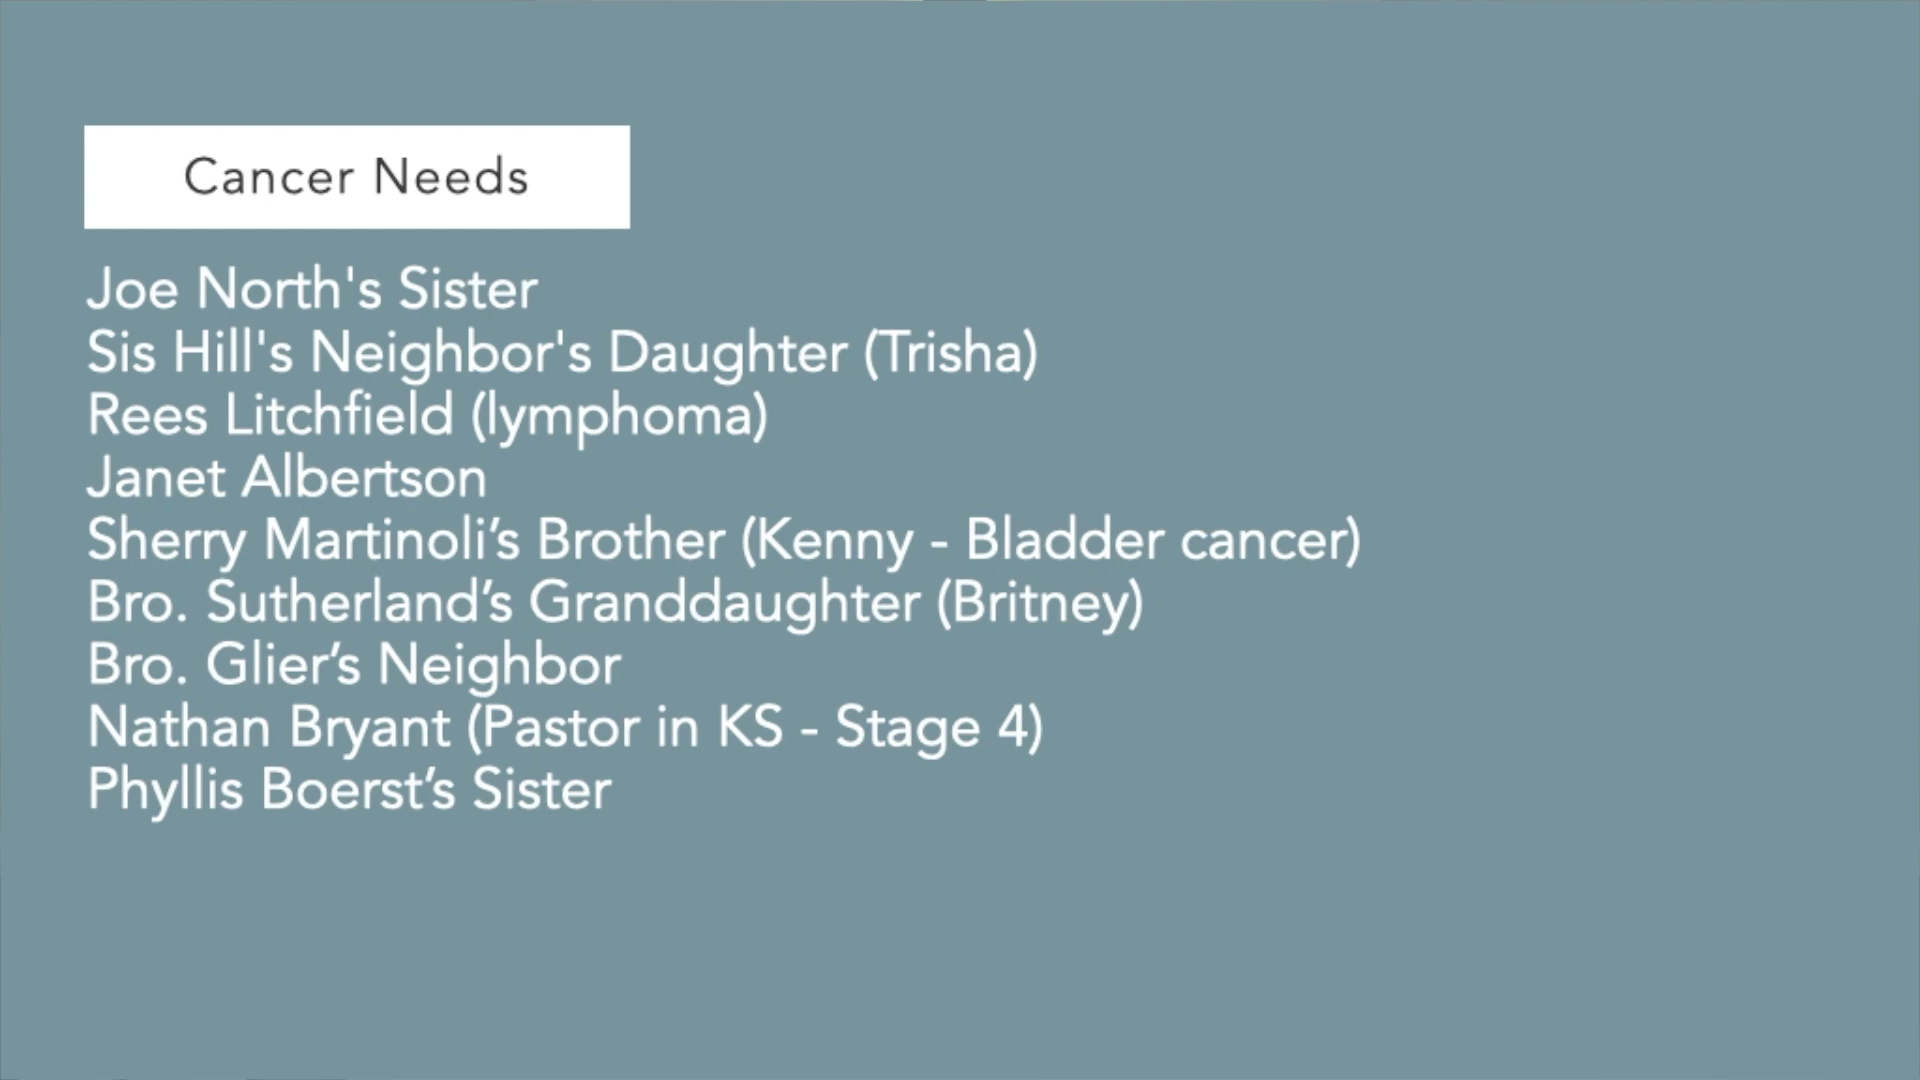 Cancer Needs
Joe North's Sister
Sis Hill's Neighbor's Daughter (Trisha)
Rees Litchfield (lymphoma)
Janet Albertson
Sherry Martinoli’s Brother (Kenny - Bladder cancer)
Bro. Sutherland’s Granddaughter (Britney)
Bro. Glier’s Neighbor
Nathan Bryant (Pastor in KS - Stage 4)
Phyllis Boerst’s Sister